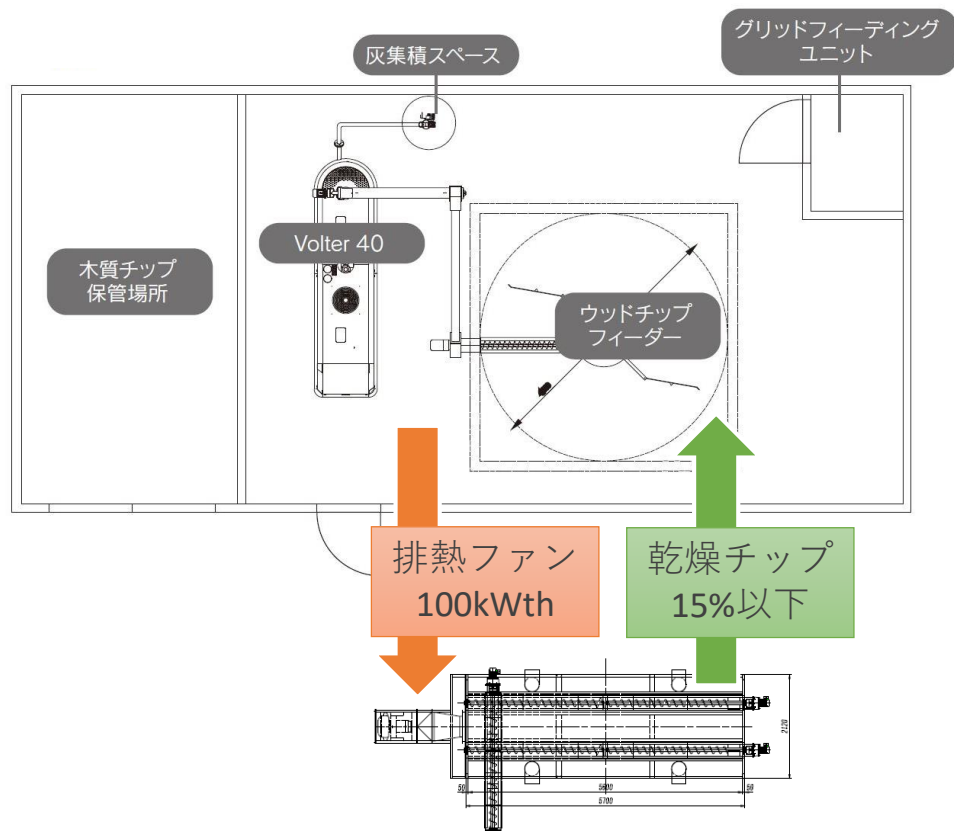 グリッドフィーディング
ユニット
灰集積スペース
Volter 40
木質チップ
保管場所
ウッドチップ
フィーダー
排熱ファン
100kWth
乾燥チップ
15%以下
2120
50
5600
50
5700